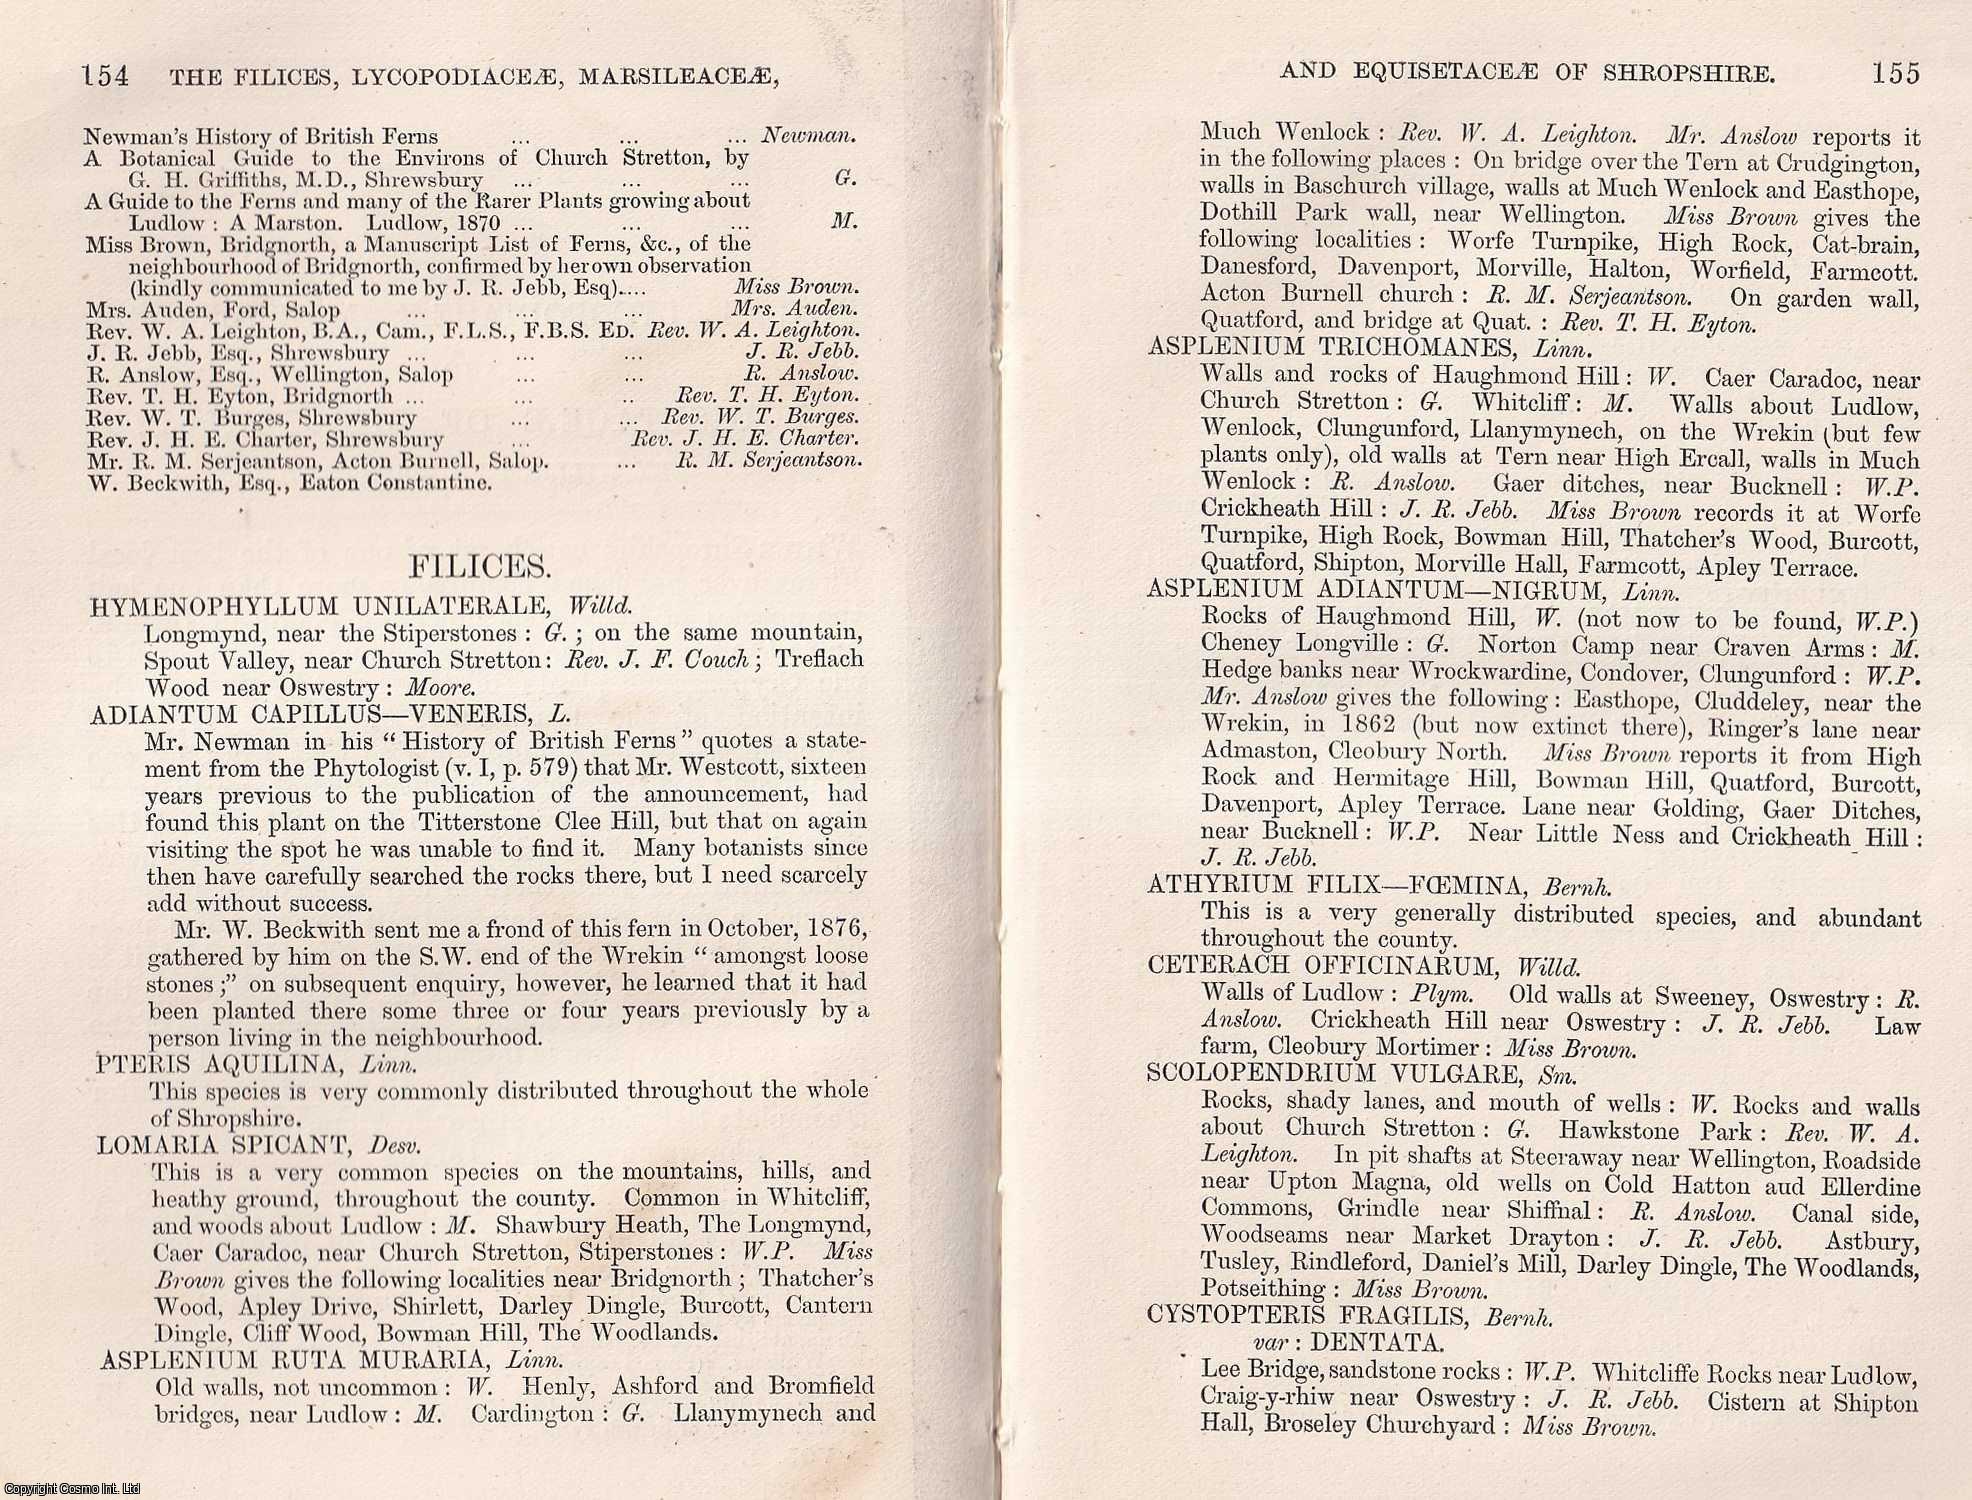 154 THE FILICES, LYCOPODIACEÆ, MARSILEACEÆ,
Newman's History of British Ferns ... ... ... Newman.
A Botanical Guide to the Environs of Church Stretton, by
G. H. Griffiths, M.D., Shrewsbury ... ... ... G.
A Guide to the Ferns and many of the Rarer Plants growing about
Ludlow : A Marston. Ludlow, 1870 ... ... ... M.
Miss Brown, Bridgnorth, a Manuscript List of Ferns, &c., of the
neighbourhood of Bridgnorth, confirmed by her own observation
(kindly communicated to me by J. R. Jebb, Esq).... Miss Brown.
Mrs. Auden, Ford, Salop ... ... ... Mrs. Auden.
Rev. W. A. Leighton, B.A., Cam., F.L.S., F.B.S. ED. Rev. W. A. Leighton.
J. R. Jebb, Esq., Shrewsbury ... ... ... J. R. Jebb.
R. Anslow, Esq., Wellington, Salop ... ... R. Anslow.
Rev. T. H. Eyton, Bridgnorth ... ... .. Rev. T. H. Eyton.
Rev. W. T. Burges, Shrewsbury ... ... Rev. W. T. Burges.
Rev. J. H. E. Charter, Shrewsbury ... Rev. J. H. E. Charter.
Mr. R. M. Serjeantson, Acton Burnell, Salop. ... R. M. Serjeantson.
W. Beckwith, Esq., Eaton Constantine.
FILICES.
HYMENOPHYLLUM UNILATERALE, Willd.
Longmynd, near the Stiperstones : G. ; on the same mountain,
Spout Valley, near Church Stretton: Rev. J. F. Couch ; Treflach
Wood near Oswestry : Moore.
ADIANTUM CAPILLUS—VENERIS, L.
Mr. Newman in his "History of British Ferns" quotes a state-
ment from the Phytologist (v. I, p. 579) that Mr. Westcott, sixteen
years previous to the publication of the announcement, had
found this plant on the Titterstone Clee Hill, but that on again
visiting the spot he was unable to find it. Many botanists since
then have carefully searched the rocks there, but I need scarcely
add without success.
Mr. W. Beckwith sent me a frond of this fern in October, 1876,
gathered by him on the S.W. end of the Wrekin "amongst loose
stones ;" on subsequent enquiry, however, he learned that it had
been planted there some three or four years previously by a
person living in the neighbourhood.
PTERIS AQUILINA, Linn.
This species is very commonly distributed throughout the whole
of Shropshire.
LOMARIA SPICANT, Desv.
This is a very common species on the mountains, hills, and
heathy ground, throughout the county. Common in Whitcliff,
and woods about Ludlow : M. Shawbury Heath, The Longmynd,
Caer Caradoc, near Church Stretton, Stiperstones : W.P. Miss
Brown gives the following localities near Bridgnorth ; Thatcher's
Wood, Apley Drive, Shirlett, Darley Dingle, Burcott, Cantern
Dingle, Cliff Wood, Bowman Hill, The Woodlands.
ASPLENIUM RUTA MURARIA, Linn.
Old walls, not uncommon : W. Henly, Ashford and Bromfield
bridges, near Ludlow : M. Cardington : G. Llanymynech and
AND EQUISETACEÆ OF SHROPSHIRE. 155
Much Wenlock : Rev. W. A. Leighton. Mr. Anslow reports it
in the following places : On bridge over the Tern at Crudgington,
walls in Baschurch village, walls at Much Wenlock and Easthope,
Dothill Park wall, near Wellington. Miss Brown gives the
following localities : Worfe Turnpike, High Rock, Cat-brain,
Danesford, Davenport, Morville, Halton, Worfield, Farmcott.
Acton Burnell church : R. M. Serjeantson. On garden wall,
Quatford, and bridge at Quat. : Rev. T. H. Eyton.
ASPLENIUM TRICHOMANES, Linn.
Walls and rocks of Haughmond Hill : W. Caer Caradoc, near
Church Stretton : G. Whitcliff : M. Walls about Ludlow,
Wenlock, Clungunford, Llanymynech, on the Wrekin (but few
plants only), old walls at Tern near High Ercall, walls in Much
Wenlock : R. Anslow. Gaer ditches, near Bucknell : W.P.
Crickheath Hill : J. R. Jebb. Miss Brown records it at Worfe
Turnpike, High Rock, Bowman Hill, Thatcher's Wood, Burcott,
Quatford, Shipton, Morville Hall, Farmcott, Apley Terrace.
ASPLENIUM ADIANTUM—NIGRUM, Linn.
Rocks of Haughmond Hill, W. (not now to be found, W.P.)
Cheney Longville : G. Norton Camp near Craven Arms : M.
Hedge banks near Wrockwardine, Condover, Clungunford : W.P.
Mr. Anslow gives the following : Easthope, Cluddeley, near the
Wrekin, in 1862 (but now extinct there), Ringer's lane near
Admaston, Cleobury North. Miss Brown reports it from High
Rock and Hermitage Hill, Bowman Hill, Quatford, Burcott,
Davenport, Apley Terrace. Lane near Golding, Gaer Ditches,
near Bucknell : W.P. Near Little Ness and Crickheath Hill :
J. R. Jebb.
ATHYRIUM FILIX—FŒMINA, Bernh.
This is a very generally distributed species, and abundant
throughout the county.
CETERACH OFFICINARUM, Willd.
Walls of Ludlow : Plym. Old walls at Sweeney, Oswestry : R.
Anslow. Crickheath Hill near Oswestry : J. R. Jebb. Law
farm, Cleobury Mortimer : Miss Brown.
SCOLOPENDRIUM VULGARE, Sm.
Rocks, shady lanes, and mouth of wells : W. Rocks and walls
about Church Stretton : G. Hawkstone Park : Rev. W. A.
Leighton. In pit shafts at Steeraway near Wellington, Roadside
near Upton Magna, old wells on Cold Hatton aud Ellerdine
Commons, Grindle near Shiffnal : R. Anslow. Canal side,
Woodseams near Market Drayton : J. R. Jebb. Astbury,
Tusley, Rindleford, Daniel's Mill, Darley Dingle, The Woodlands,
Potseithing : Miss Brown.
CYSTOPTERIS FRAGILIS, Bernh.
var : DENTATA.
Lee Bridge, sandstone rocks : W.P. Whitcliffe Rocks near Ludlow,
Craig-y-rhiw near Oswestry : J. R. Jebb. Cistern at Shipton
Hall, Broseley Churchyard : Miss Brown.
Copyright Cosmo Int. Ltd